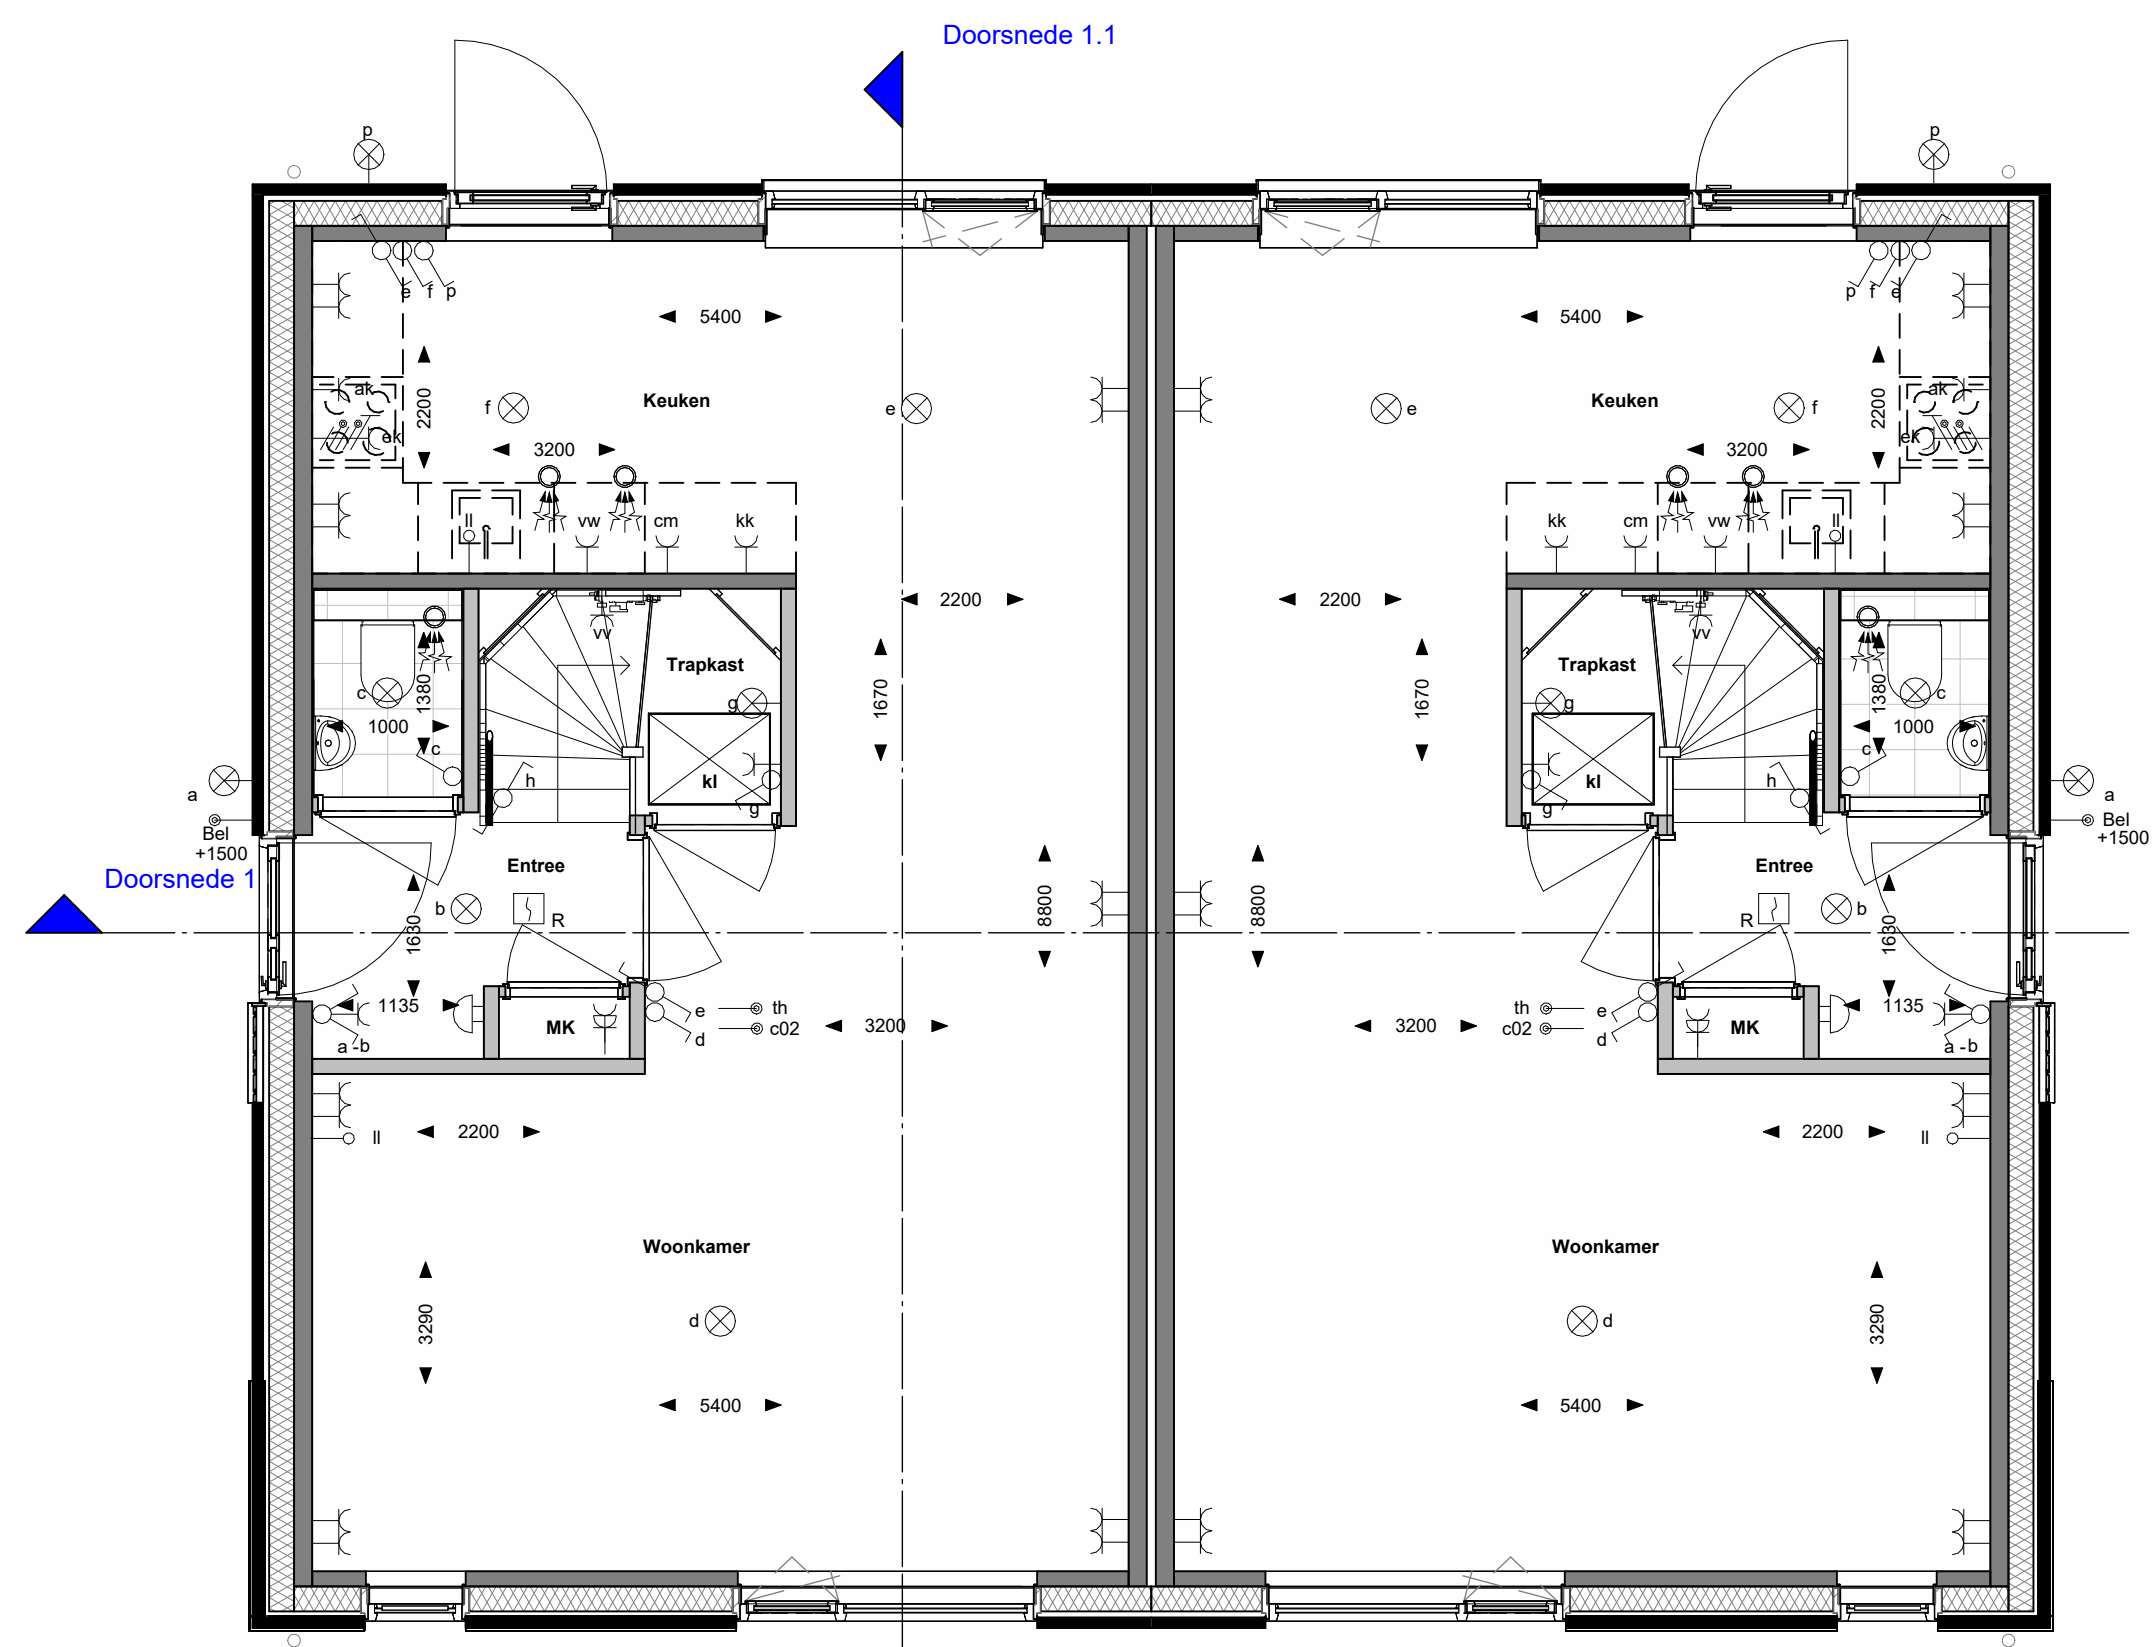 Doorsnede 1.1
p p
e f p p f e
5400 5400
ak ak
2200 f Keuken e e Keuken f 2200
ek ek
3200 3200
ll vw cm kk kk cm vw ll
2200 2200
vv vv
Trapkast Trapkast
c 1380 g 1670 1670 g 1380 c
1000 1000
c c
a h kl kl h a
g g
Bel Bel
+1500 +1500
Entree Entree
Doorsnede 1
b R 8800 8800 R b
1630 1630
1135 e th th e 1135
MK c02 3200 3200 c02 MK
a -b d d a -b
2200 2200
ll ll
Woonkamer Woonkamer
3290 d d 3290
5400 5400